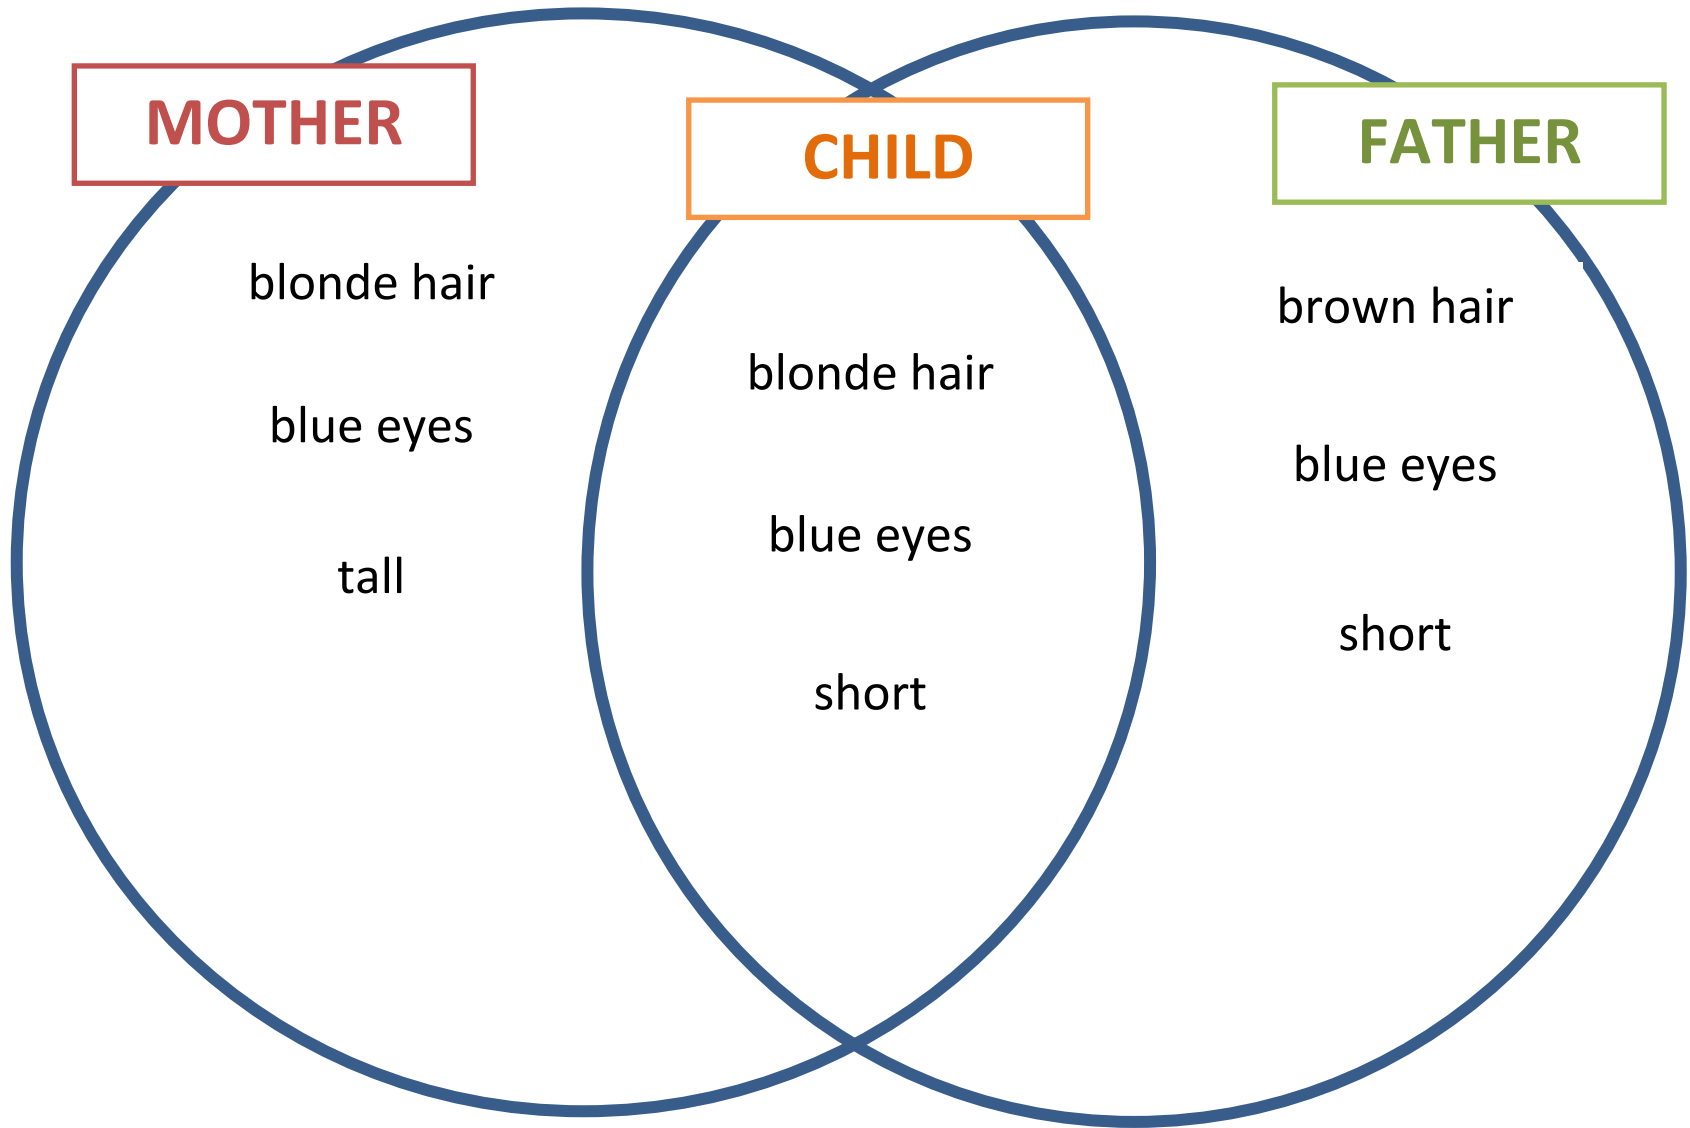 MOTHER
blonde hair
blue eyes
tall
CHILD
blonde hair
blue eyes
short
FATHER
brown hair
blue eyes
short